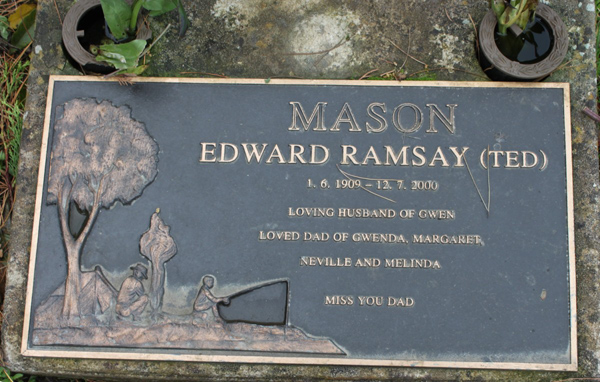 MASON
EDWARD RAMSAY (TED)
1. 6. 1909 – 12. 7. 2000
LOVING HUSBAND OF GWEN
LOVED DAD OF GWENDA, MARGARET,
NEVILLE AND MELINDA
MISS YOU DAD